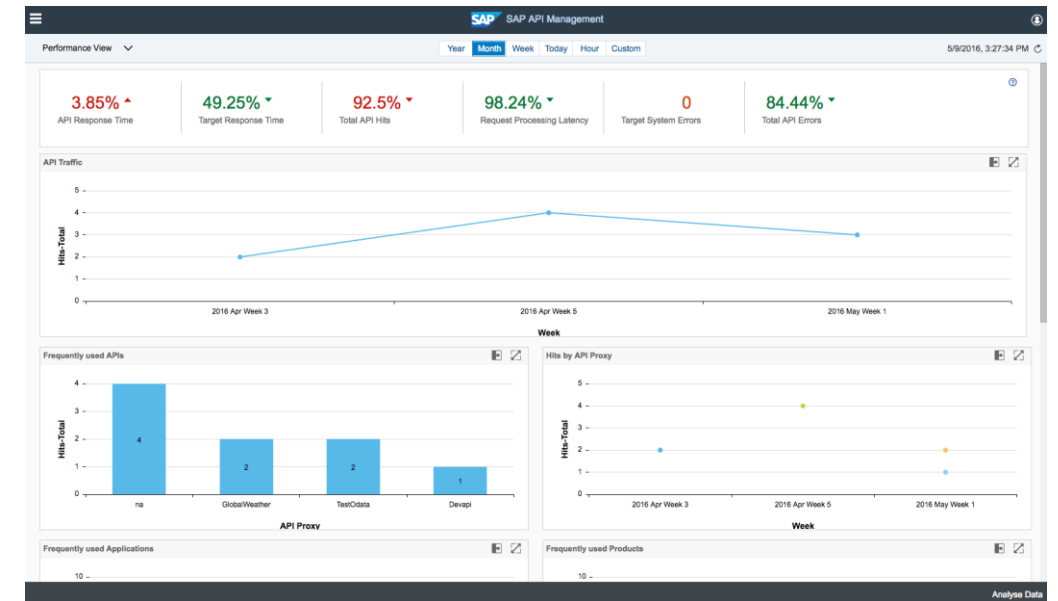 SAP SAP API Management
Performance View
Year Month Week Today Hour Custom
5/9/2016, 3:27:34 PM
3.85% 49.25% 92.5% 98.24% 0 84.44%
API Response Time Target Response Time Total API Hits Request Processing Latency Target System Errors Total API Errors
API Traffic
5
4
3
2
1
0
Hits-Total
2016 Apr Week 3 2016 Apr Week 5 2016 May Week 1
Week
Frequently used APIs
4
3
2
1
0
Hits-Total
4 2 2 1
na GlobalWeather TestOdata Devapi
API Proxy
Hits by API Proxy
5
4
3
2
1
0
Hits-Total
2016 Apr Week 3 2016 Apr Week 5 2016 May Week 1
Week
Frequently used Applications
10
Frequently used Products
10
Analyse Data